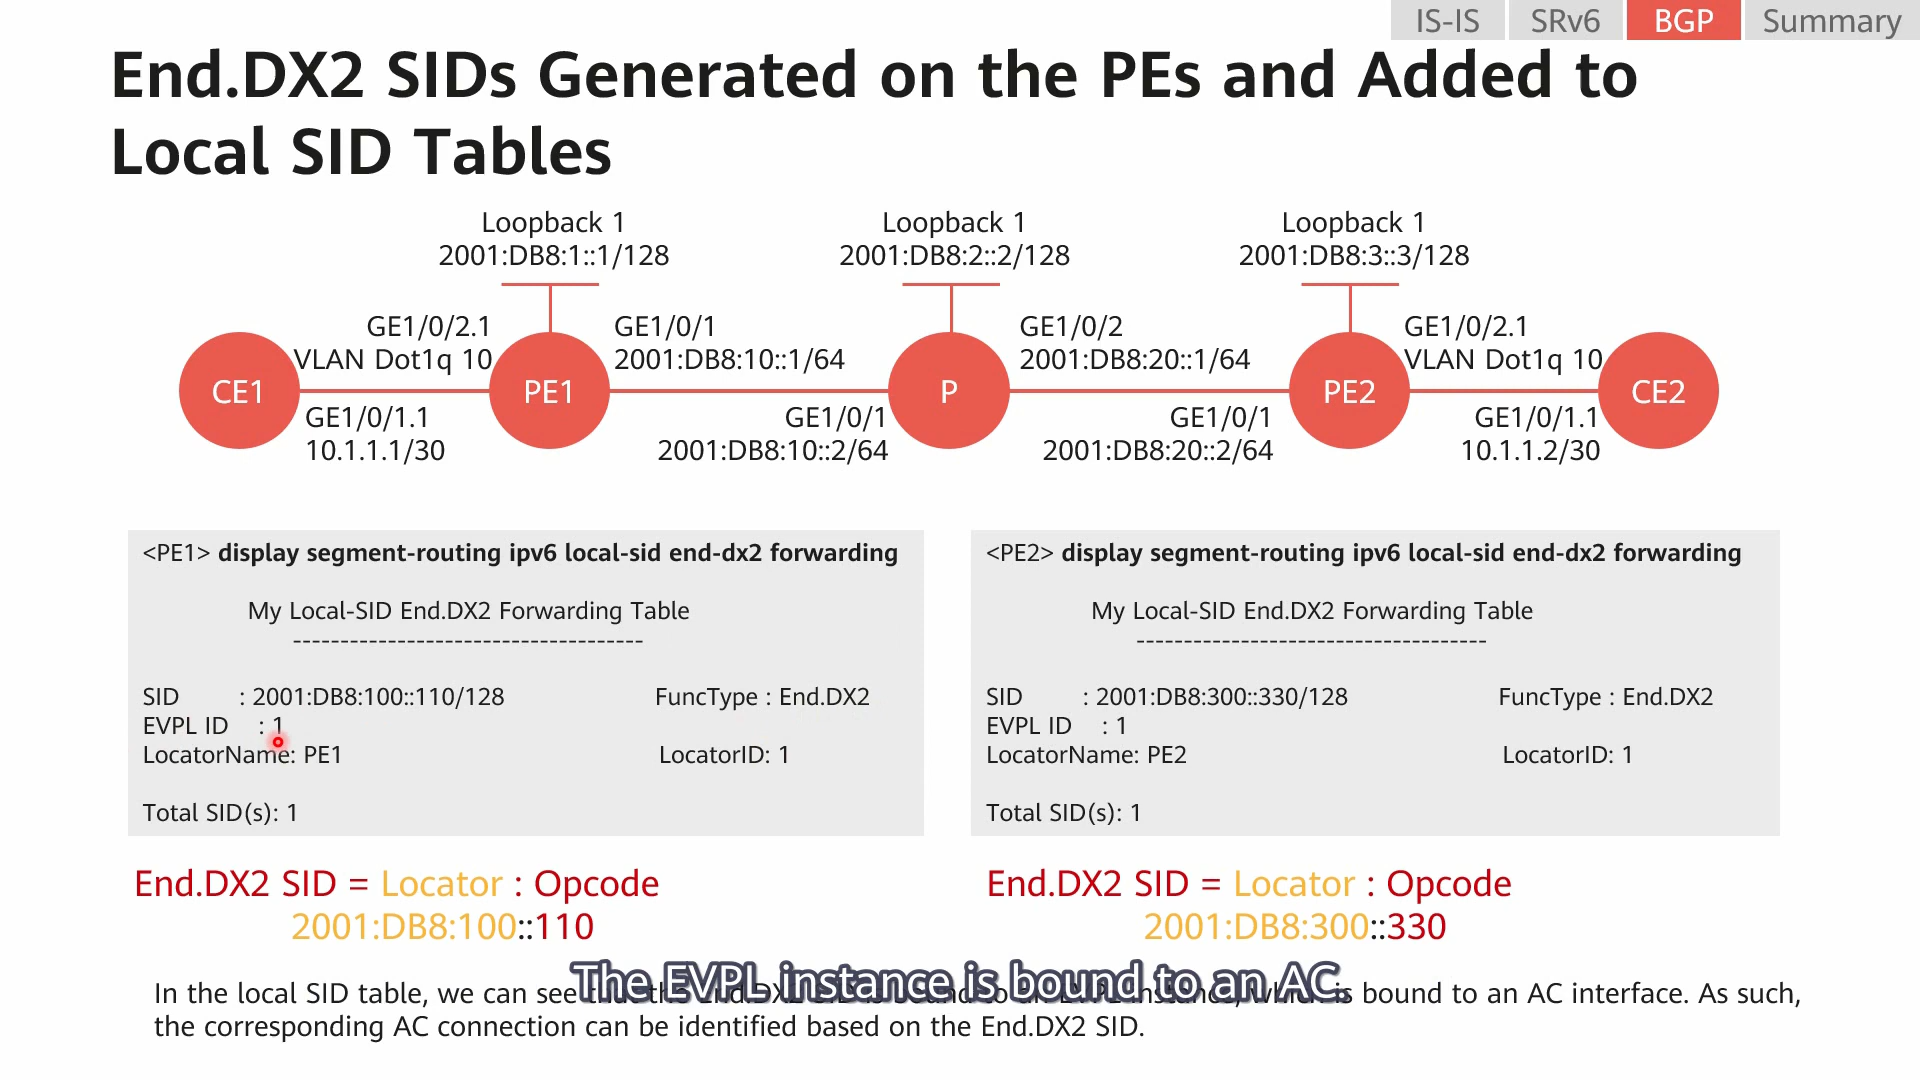 IS-IS SRv6 BGP Summary
End.DX2 SIDs Generated on the PEs and Added to
Local SID Tables
Loopback 1
2001:DB8:1::1/128
Loopback 1
2001:DB8:2::2/128
Loopback 1
2001:DB8:3::3/128
GE1/0/2.1
VLAN Dot1q 10
GE1/0/1
2001:DB8:10::1/64
GE1/0/2
2001:DB8:20::1/64
GE1/0/2.1
VLAN Dot1q 10
CE1
PE1
P
PE2
CE2
GE1/0/1.1
10.1.1.1/30
GE1/0/1
2001:DB8:10::2/64
GE1/0/1
2001:DB8:20::2/64
GE1/0/1.1
10.1.1.2/30
<PE1> display segment-routing ipv6 local-sid end-dx2 forwarding
My Local-SID End.DX2 Forwarding Table
-------------------------------------
SID : 2001:DB8:100::110/128 FuncType : End.DX2
EVPL ID : 1
LocatorName: PE1 LocatorID: 1
Total SID(s): 1
<PE2> display segment-routing ipv6 local-sid end-dx2 forwarding
My Local-SID End.DX2 Forwarding Table
-------------------------------------
SID : 2001:DB8:300::330/128 FuncType : End.DX2
EVPL ID : 1
LocatorName: PE2 LocatorID: 1
Total SID(s): 1
End.DX2 SID = Locator : Opcode
2001:DB8:100::110
End.DX2 SID = Locator : Opcode
2001:DB8:300::330
The EVPL instance is bound to an AC.
In the local SID table, we can see is bound to an AC interface. As such,
the corresponding AC connection can be identified based on the End.DX2 SID.